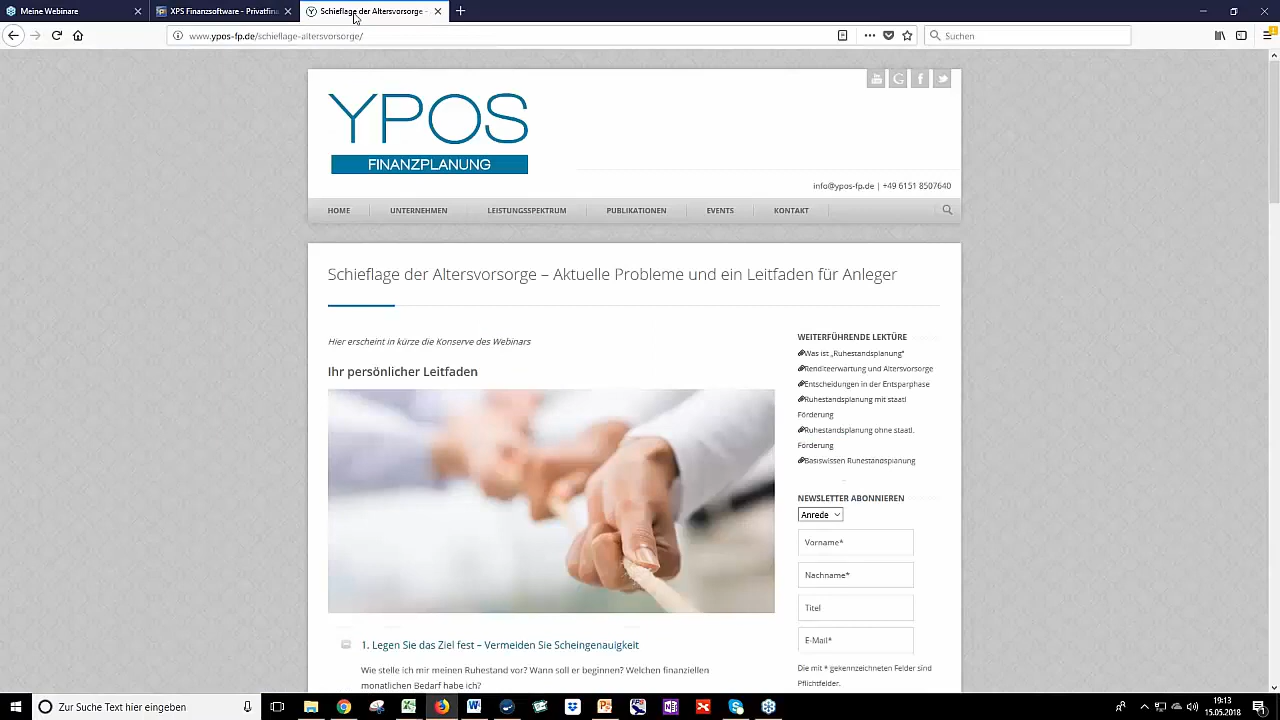 Meine Webinare
XPS Finanzsoftware - Privatfina
Schieflage der Altersvorsorge -
www.ypos-fp.de/schieflage-altersvorsorge/
Suchen
YPOS
FINANZPLANUNG
info@ypos-fp.de | +49 6151 8507640
HOME
UNTERNEHMEN
LEISTUNGSSPEKTRUM
PUBLIKATIONEN
EVENTS
KONTAKT
Schieflage der Altersvorsorge – Aktuelle Probleme und ein Leitfaden für Anleger
Hier erscheint in kürze die Konserve des Webinars
Ihr persönlicher Leitfaden
1. Legen Sie das Ziel fest – Vermeiden Sie Scheingenauigkeit
Wie stelle ich mir meinen Ruhestand vor? Wann soll er beginnen? Welchen finanziellen
monatlichen Bedarf habe ich?
WEITERFÜHRENDE LEKTÜRE
Was ist „Ruhestandsplanung"
Renditeerwartung und Altersvorsorge
Entscheidungen in der Entsparphase
Ruhestandsplanung mit staatl
Förderung
Ruhestandsplanung ohne staatl.
Förderung
Basiswissen Ruhestandsplanung
NEWSLETTER ABONNIEREN
Anrede
Vorname*
Nachname*
Titel
E-Mail*
Die mit * gekennzeichneten Felder sind
Pflichtfelder.
Zur Suche Text hier eingeben
19:13
15.05.2018